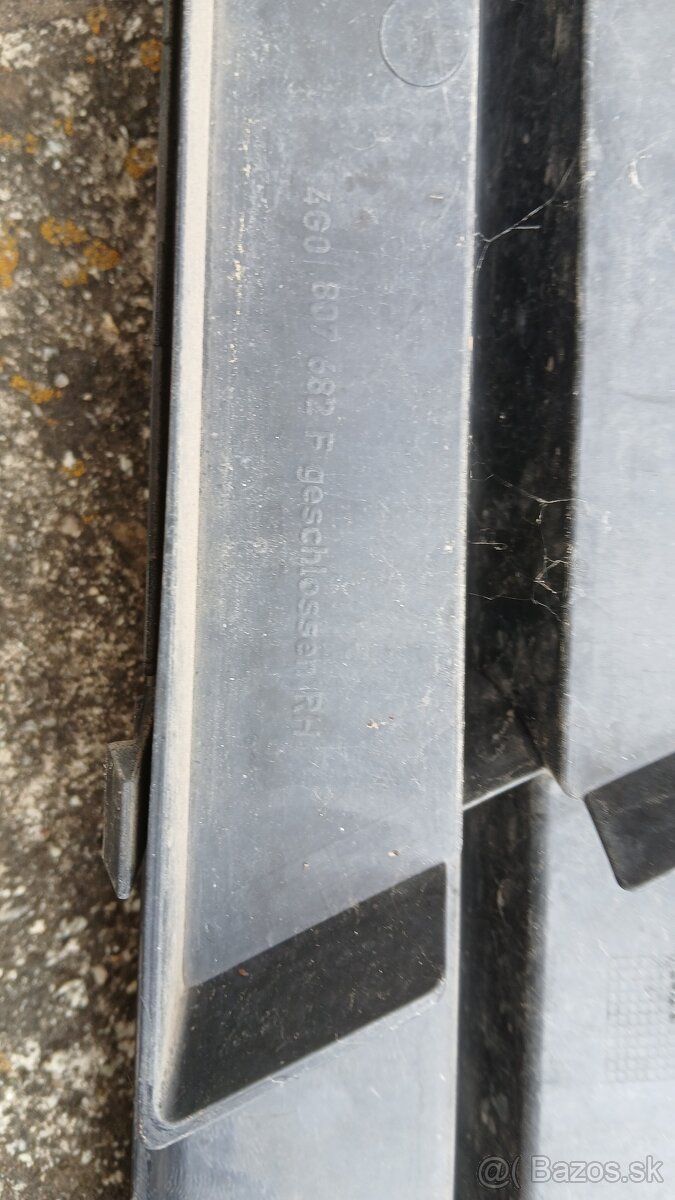 4G0 807 682 F geschlossen RH
@( Bazos.sk